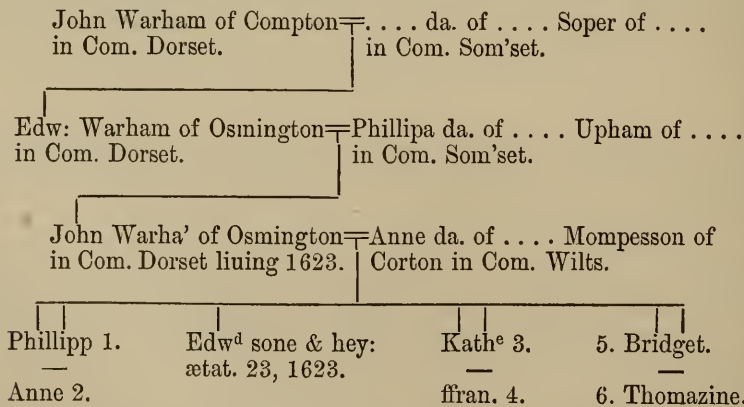 John Warham of Compton=. . . . da. of . . . . Soper of . . . .
in Com. Dorset. in Com. Som'set.
Edw: Warham of Osmington=Phillipa da. of . . . . Upham of . . . .
in Com. Dorset. in Com. Som'set.
John Warha' of Osmington=Anne da. of . . . . Mompesson of
in Com. Dorset liuing 1623. Corton in Com. Wilts.
Phillipp 1. Edwᵈ sone & hey: Kathᵉ 3. 5. Bridget.
— ætat. 23, 1623. — —
Anne 2. ffran. 4. 6. Thomazine.